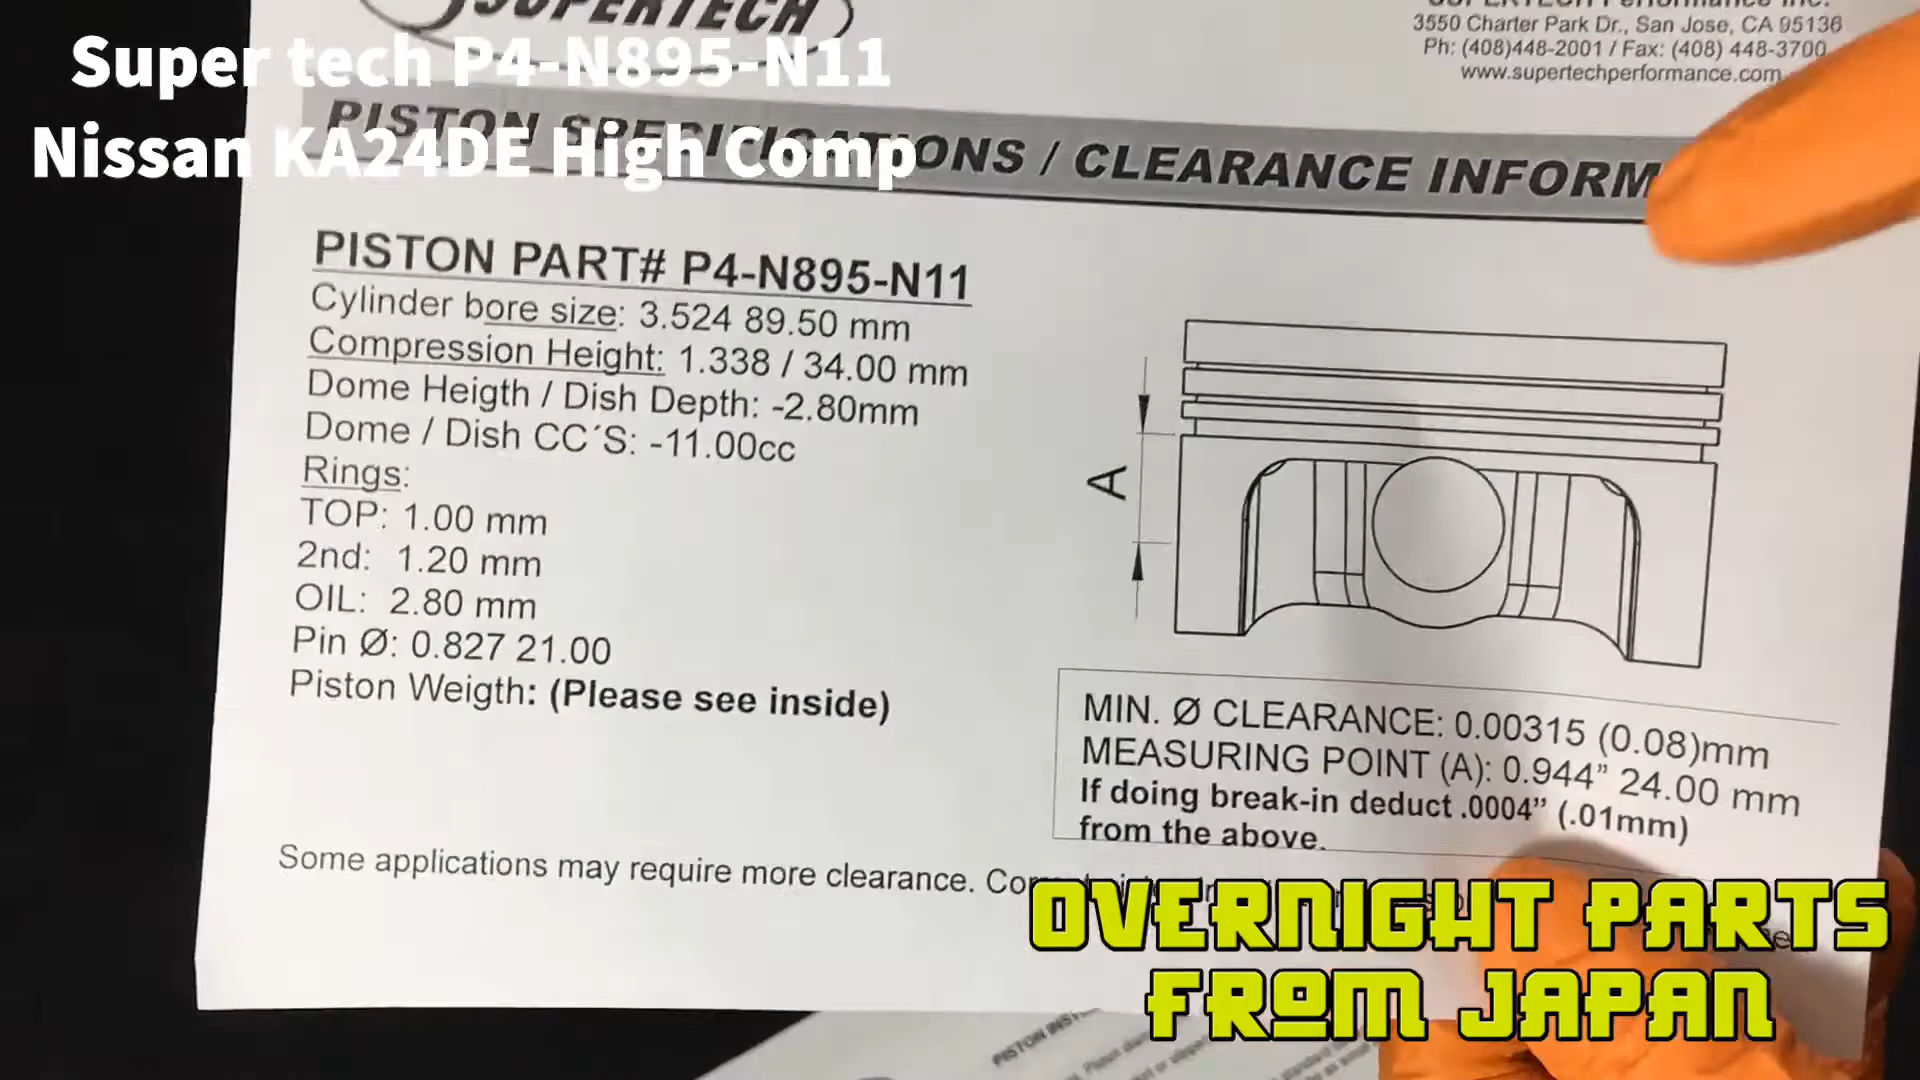 SUPERTECH
SUPERTECH Performance Inc.
3550 Charter Park Dr., San Jose, CA 95136
Ph: (408)448-2001 / Fax: (408) 448-3700
www.supertechperformance.com
Super tech P4-N895-N11
Nissan KA24DE High Comp
PISTON SPECIFICATIONS / CLEARANCE INFORM
PISTON PART# P4-N895-N11
Cylinder bore size: 3.524 89.50 mm
Compression Height: 1.338 / 34.00 mm
Dome Heigth / Dish Depth: -2.80mm
Dome / Dish CC´S: -11.00cc
Rings:
TOP: 1.00 mm
2nd: 1.20 mm
OIL: 2.80 mm
Pin Ø: 0.827 21.00
Piston Weigth: (Please see inside)
A
MIN. Ø CLEARANCE: 0.00315 (0.08)mm
MEASURING POINT (A): 0.944” 24.00 mm
If doing break-in deduct .0004” (.01mm)
from the above.
Some applications may require more clearance.
OVERNIGHT PARTS
FROM JAPAN
PISTON